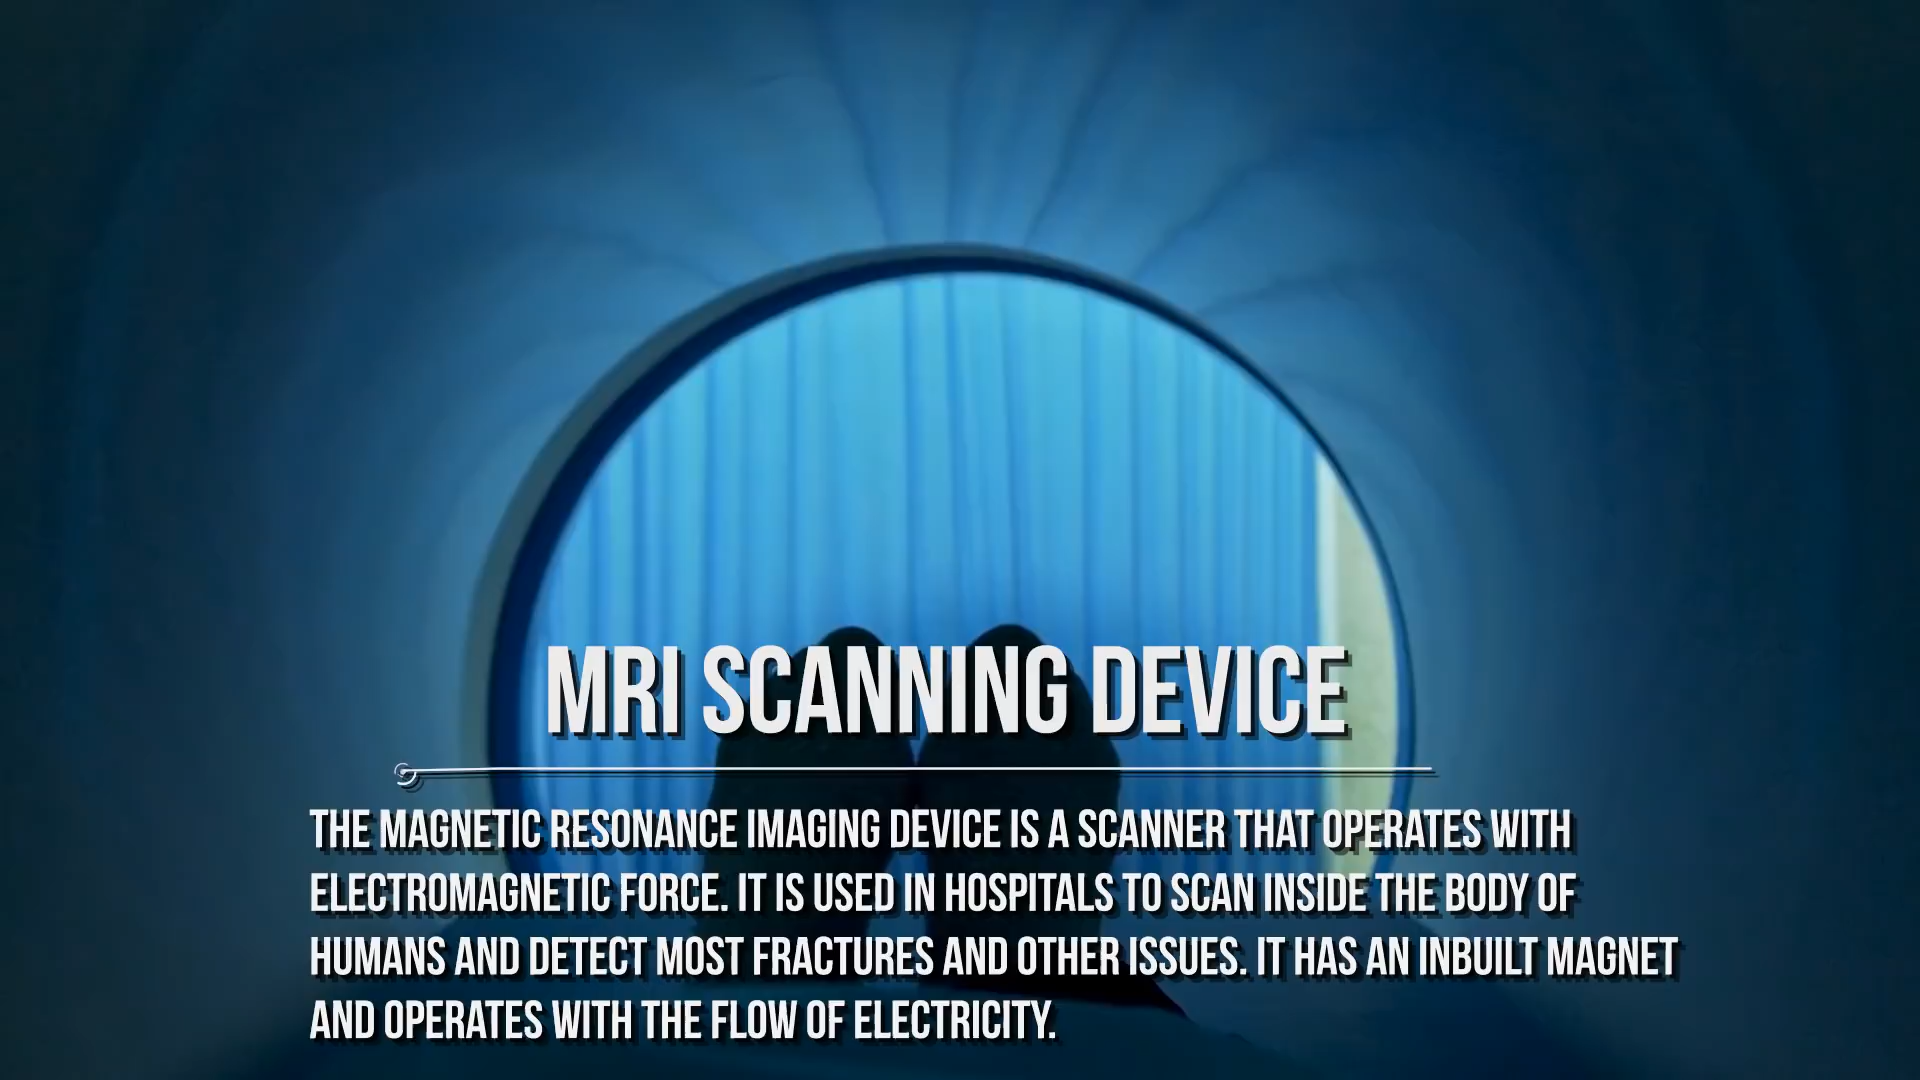 MRI SCANNING DEVICE
THE MAGNETIC RESONANCE IMAGING DEVICE IS A SCANNER THAT OPERATES WITH
ELECTROMAGNETIC FORCE. IT IS USED IN HOSPITALS TO SCAN INSIDE THE BODY OF
HUMANS AND DETECT MOST FRACTURES AND OTHER ISSUES. IT HAS AN INBUILT MAGNET
AND OPERATES WITH THE FLOW OF ELECTRICITY.